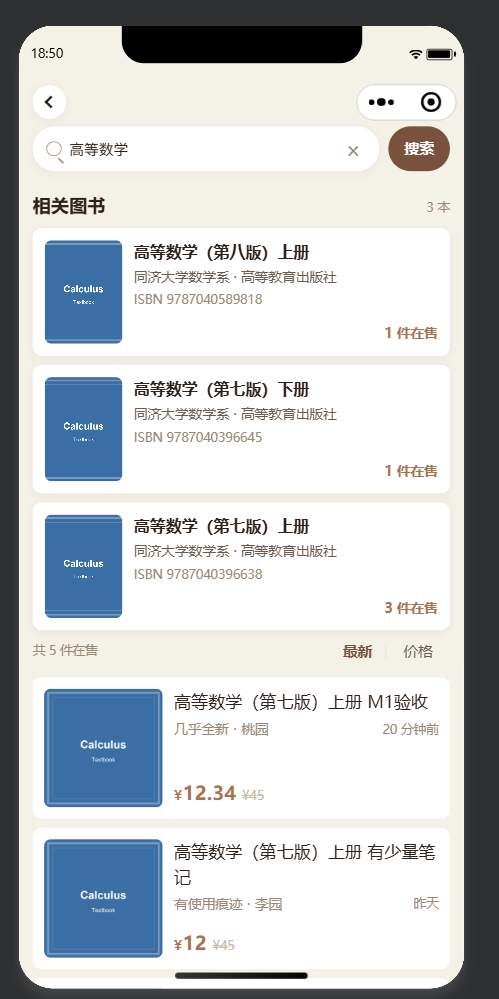 18:50
高等数学
搜索
相关图书
3 本
Calculus
Textbook
高等数学（第八版）上册
同济大学数学系 · 高等教育出版社
ISBN 9787040589818
1 件在售
Calculus
Textbook
高等数学（第七版）下册
同济大学数学系 · 高等教育出版社
ISBN 9787040396645
1 件在售
Calculus
Textbook
高等数学（第七版）上册
同济大学数学系 · 高等教育出版社
ISBN 9787040396638
3 件在售
共 5 件在售
最新
价格
Calculus
Textbook
高等数学（第七版）上册 M1验收
几乎全新 · 桃园
20 分钟前
¥12.34 ¥45
Calculus
Textbook
高等数学（第七版）上册 有少量笔
记
有使用痕迹 · 李园
昨天
¥12 ¥45